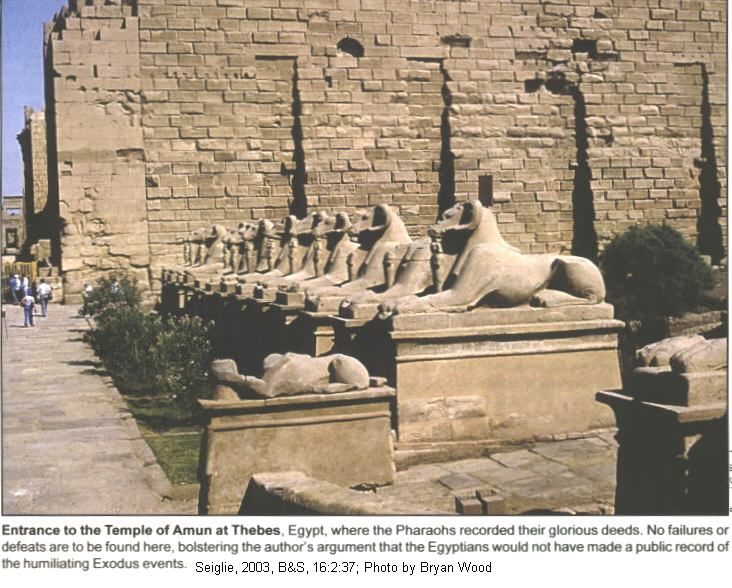 Entrance to the Temple of Amun at Thebes, Egypt, where the Pharaohs recorded their glorious deeds. No failures or
defeats are to be found here, bolstering the author's argument that the Egyptians would not have made a public record of
the humiliating Exodus events. Seiglie, 2003, B&S, 16:2:37; Photo by Bryan Wood